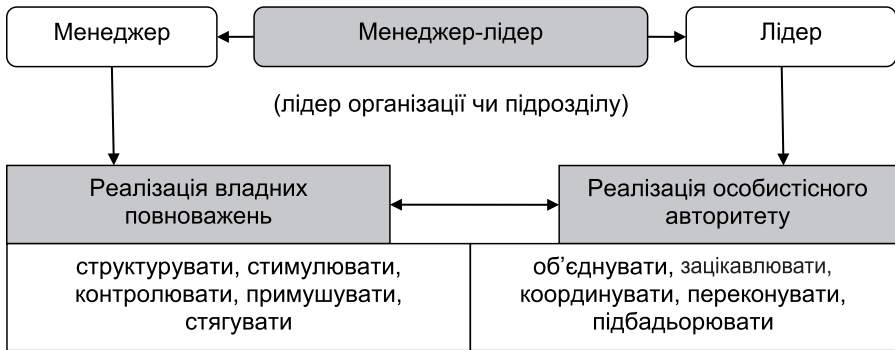 Менеджер
Менеджер-лідер
Лідер
(лідер організації чи підрозділу)
Реалізація владних
повноважень
Реалізація особистісного
авторитету
структурувати, стимулювати,
контролювати, примушувати,
стягувати
об’єднувати, зацікавлювати,
координувати, переконувати,
підбадьорювати